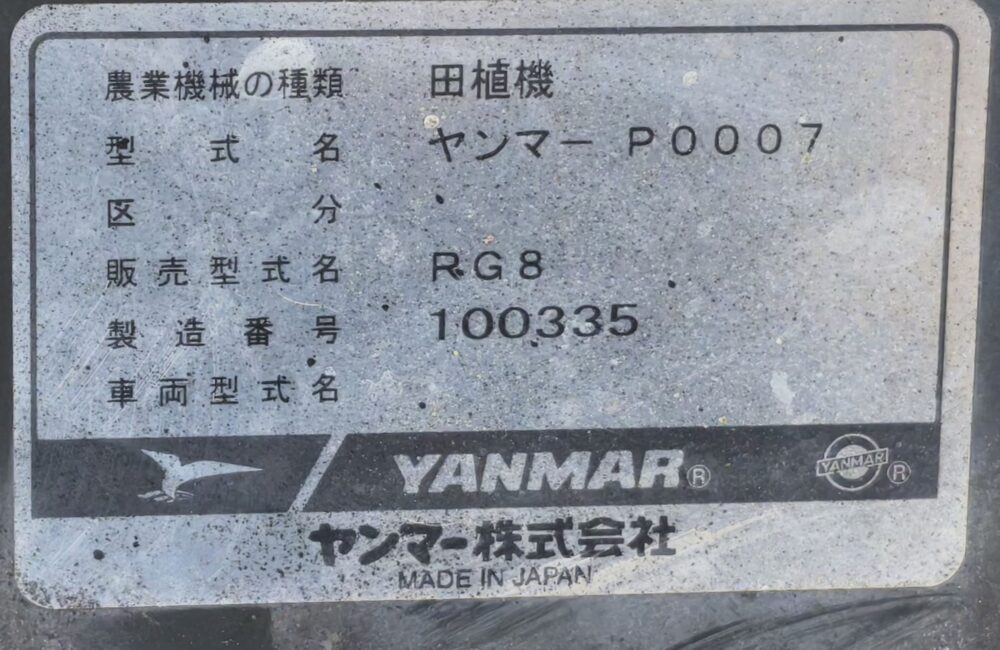 農業機械の種類 田植機
型式名 ヤンマー P0007
区分
販売型式名 RG8
製造番号 100335
車両型式名
YANMAR® YANMAR®
ヤンマー株式会社
MADE IN JAPAN